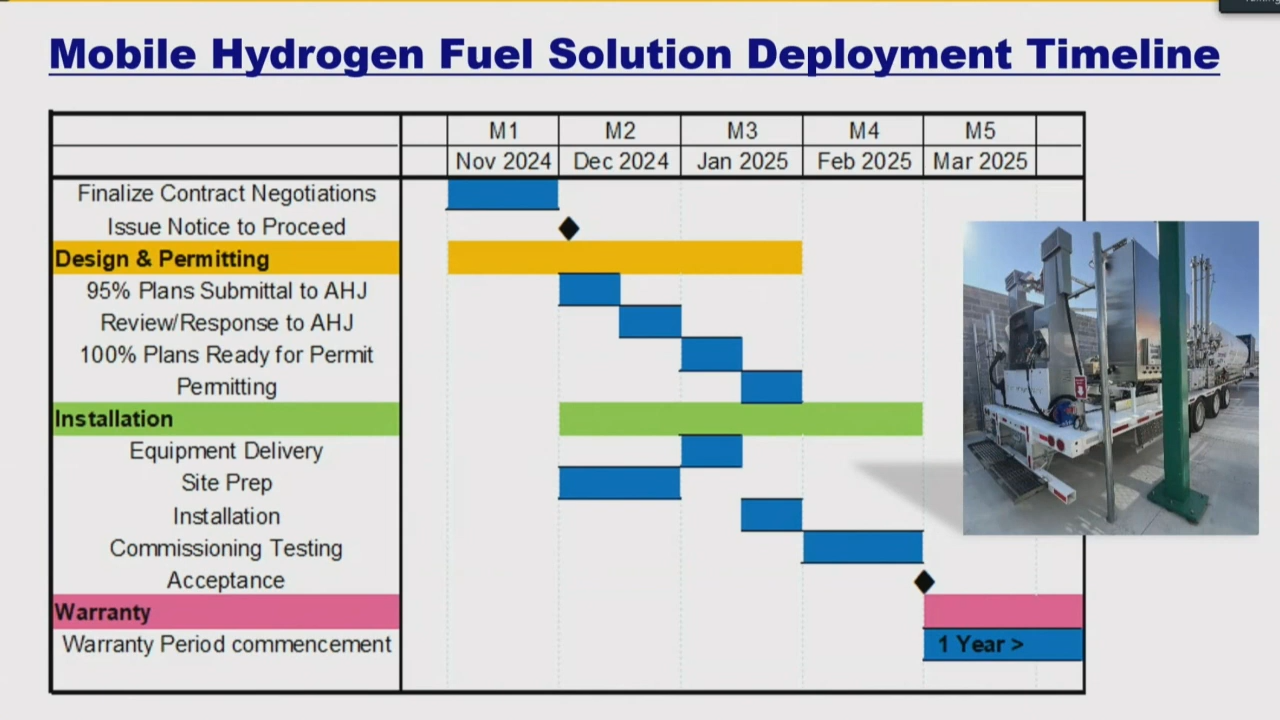 Mobile Hydrogen Fuel Solution Deployment Timeline
M1 M2 M3 M4 M5
Nov 2024 Dec 2024 Jan 2025 Feb 2025 Mar 2025
Finalize Contract Negotiations
Issue Notice to Proceed
Design & Permitting
95% Plans Submittal to AHJ
Review/Response to AHJ
100% Plans Ready for Permit
Permitting
Installation
Equipment Delivery
Site Prep
Installation
Commissioning Testing
Acceptance
Warranty
Warranty Period commencement 1 Year >